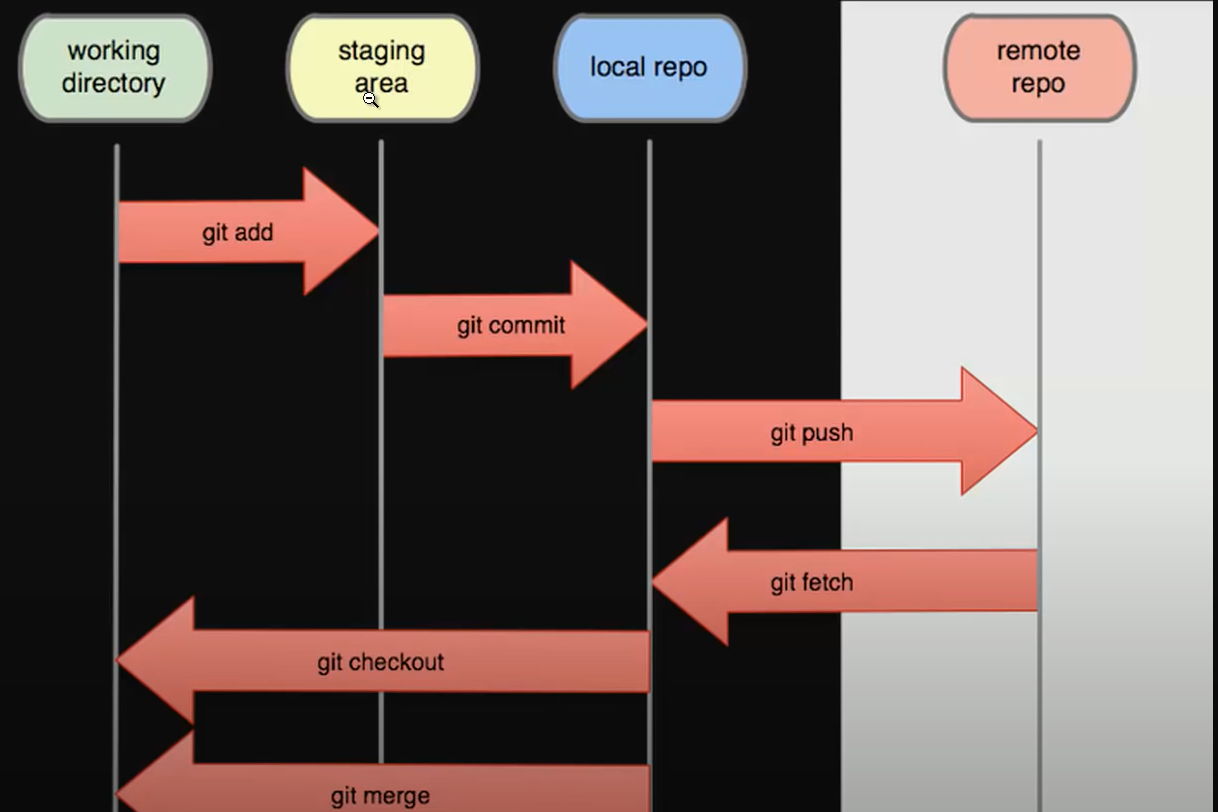 working
directory
staging
area
local repo
remote
repo
git add
git commit
git push
git fetch
git checkout
git merge